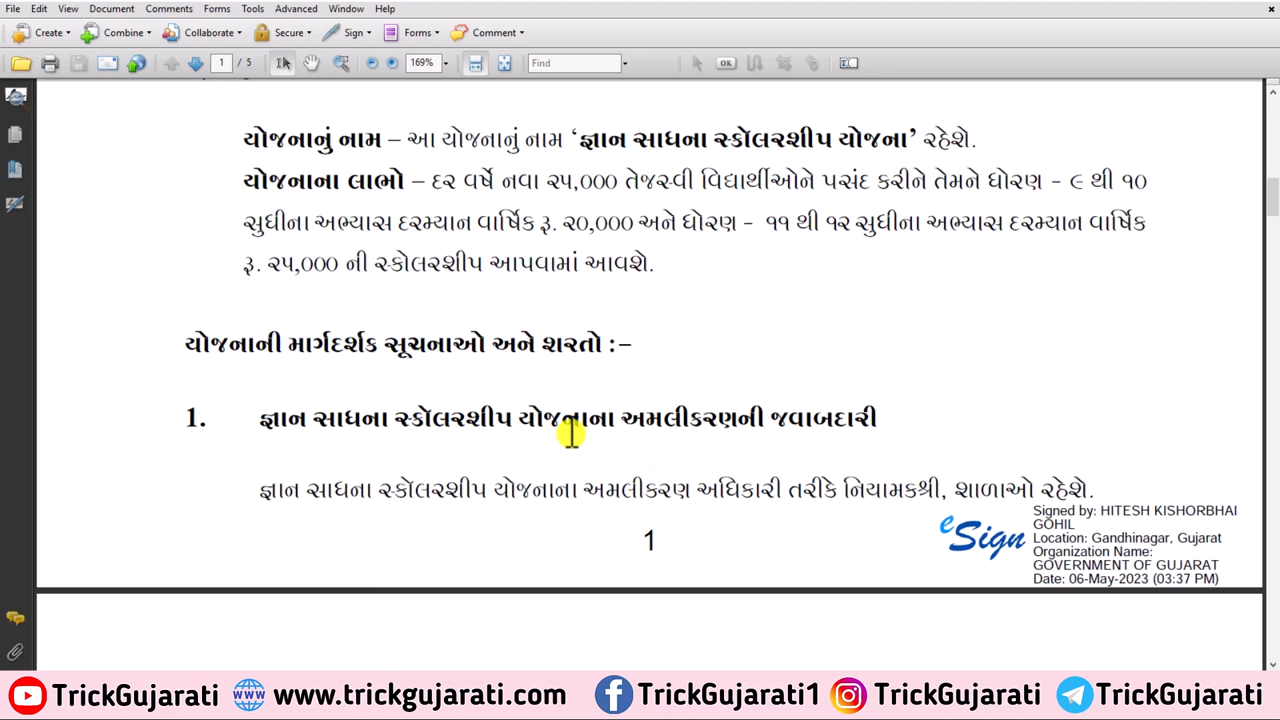 File Edit View Document Comments Forms Tools Advanced Window Help
Create Combine Collaborate Secure Sign Forms Comment
1 / 5 169% Find
યોજનાનું નામ – આ યોજનાનું નામ ‘જ્ઞાન સાધના સ્કૉલરશીપ યોજના’ રહેશે.
યોજનાના લાભો – દર વર્ષે નવા ૨૫,૦૦૦ તેજસ્વી વિદ્યાર્થીઓને પસંદ કરીને તેમને ધોરણ - ૯ થી ૧૦
સુધીના અભ્યાસ દરમ્યાન વાર્ષિક રૂ. ૨૦,૦૦૦ અને ધોરણ - ૧૧ થી ૧૨ સુધીના અભ્યાસ દરમ્યાન વાર્ષિક
રૂ. ૨૫,૦૦૦ ની સ્કોલરશીપ આપવામાં આવશે.
યોજનાની માર્ગદર્શક સૂચનાઓ અને શરતો :–
1. જ્ઞાન સાધના સ્કૉલરશીપ યોજનાના અમલીકરણની જવાબદારી
જ્ઞાન સાધના સ્કૉલરશીપ યોજનાના અમલીકરણ અધિકારી તરીકે નિયામકશ્રી, શાળાઓ રહેશે.
eSign
Signed by: HITESH KISHORBHAI
GOHIL
Location: Gandhinagar, Gujarat
Organization Name:
GOVERNMENT OF GUJARAT
Date: 06-May-2023 (03:37 PM)
1
TrickGujarati www.trickgujarati.com TrickGujarati1 TrickGujarati TrickGujarati